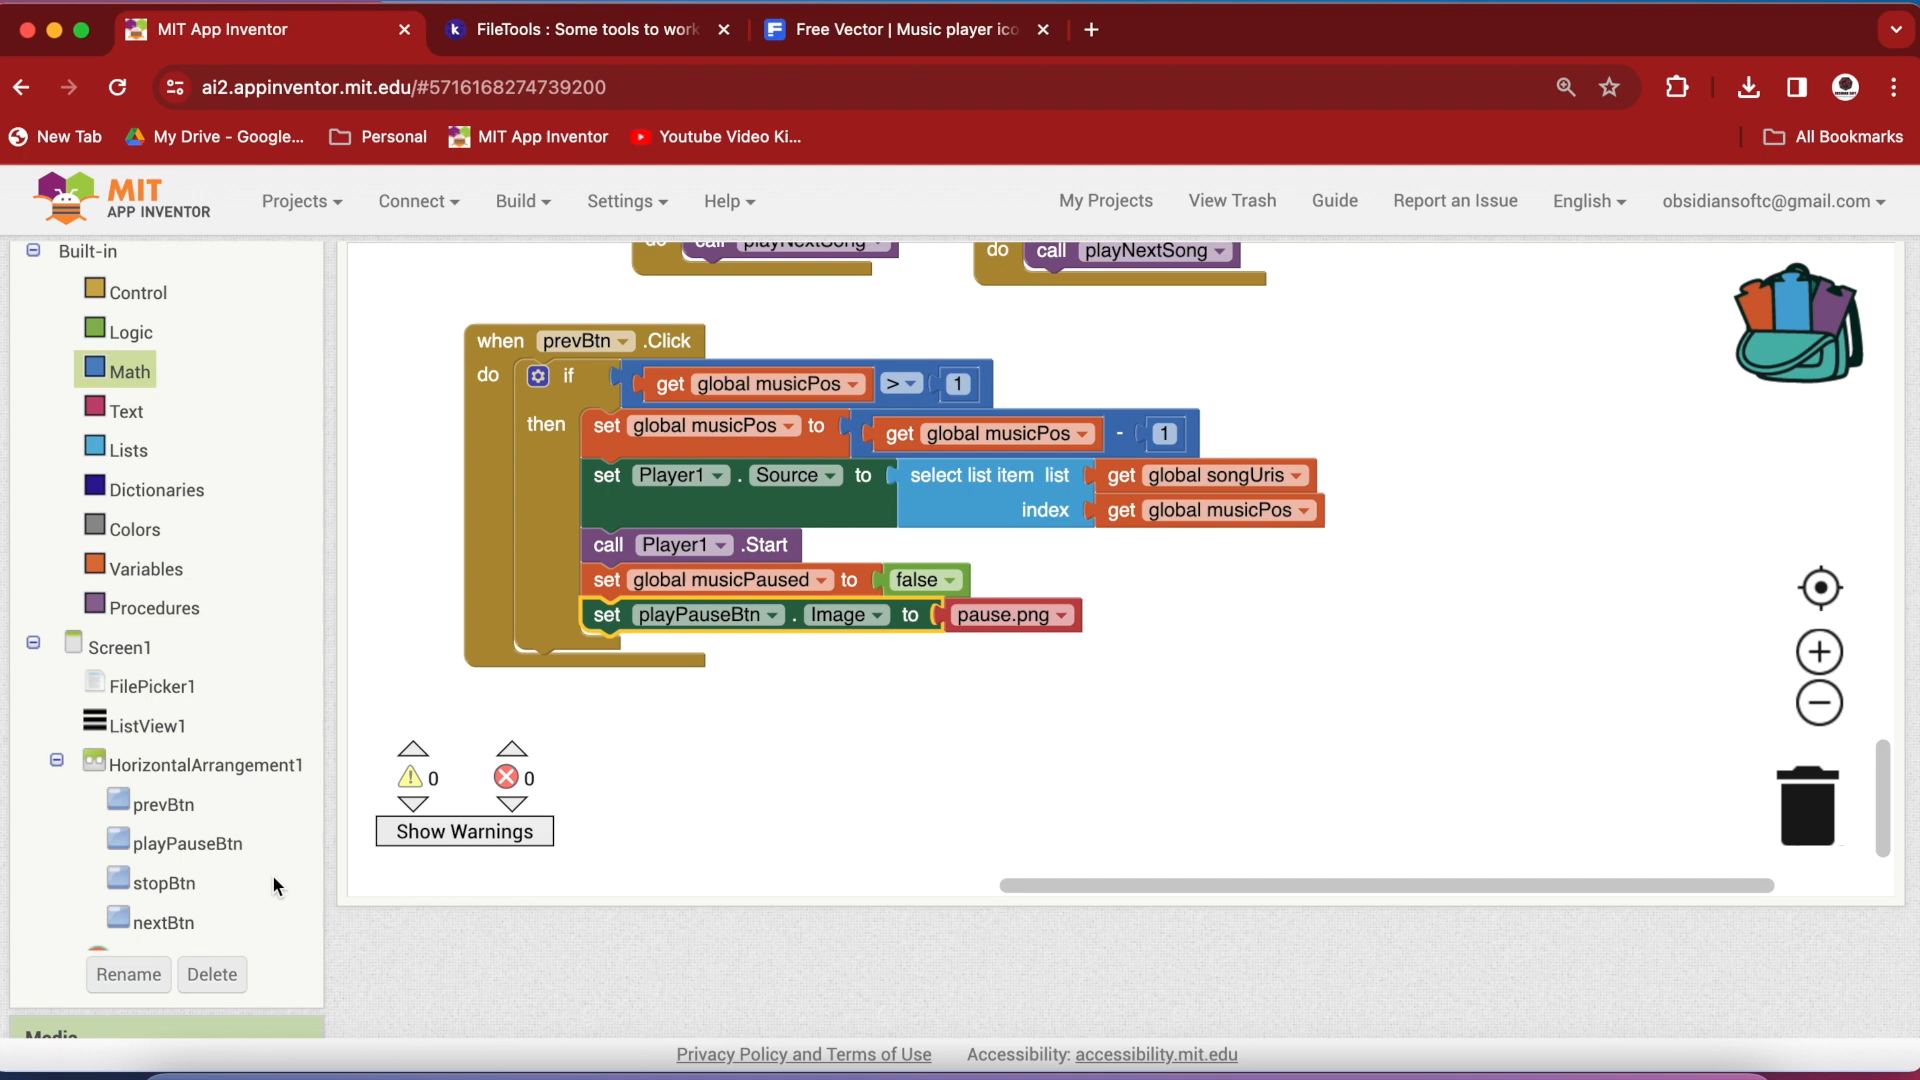 MIT App Inventor
FileTools : Some tools to work
Free Vector | Music player ico
ai2.appinventor.mit.edu/#5716168274739200
New Tab
My Drive - Google...
Personal
MIT App Inventor
Youtube Video Ki...
All Bookmarks
MIT
APP INVENTOR
Projects
Connect
Build
Settings
Help
My Projects
View Trash
Guide
Report an Issue
English
obsidiansoftc@gmail.com
Built-in
Control
Logic
Math
Text
Lists
Dictionaries
Colors
Variables
Procedures
Screen1
FilePicker1
ListView1
HorizontalArrangement1
prevBtn
playPauseBtn
stopBtn
nextBtn
Rename
Delete
Media
do call playNextSong
do call playNextSong
when prevBtn .Click
do if get global musicPos > 1
then set global musicPos to get global musicPos - 1
set Player1 . Source to select list item list get global songUris
index get global musicPos
call Player1 .Start
set global musicPaused to false
set playPauseBtn . Image to pause.png
0
0
Show Warnings
Privacy Policy and Terms of Use
Accessibility: accessibility.mit.edu